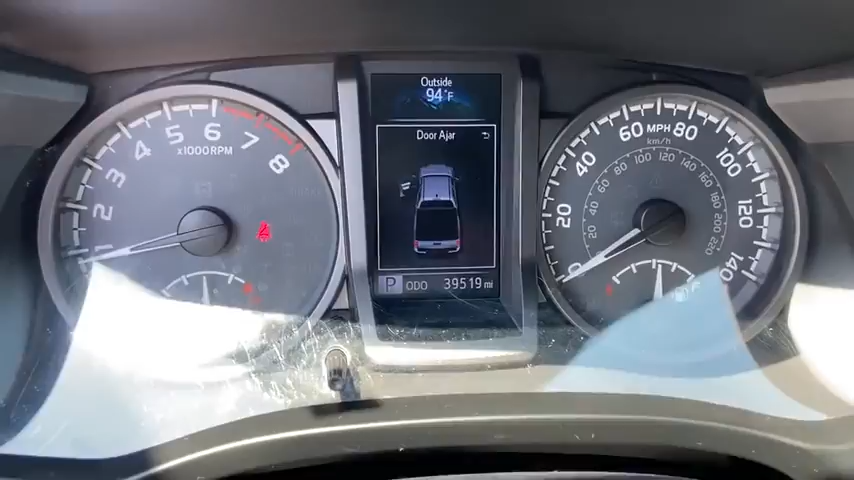 Outside
94°F
Door Ajar
P ODO 39519 mi
1 2 3 4 5 6 7 8
x1000RPM
20 40 60 80 100 120 140
MPH
km/h
20 40 60 80 100 120 140 160 180 200 220
F